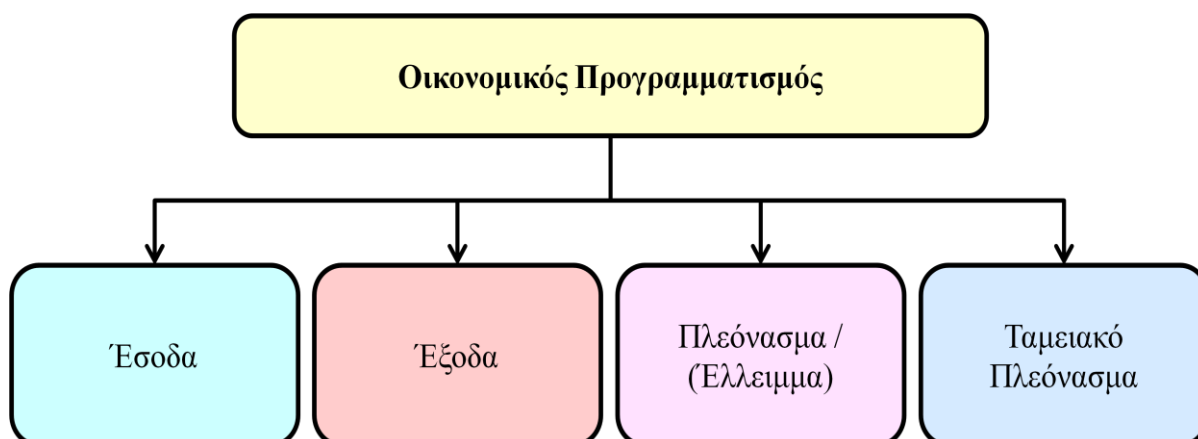 Οικονομικός Προγραμματισμός
Έσοδα
Έξοδα
Πλεόνασμα /
(Έλλειμμα)
Ταμειακό
Πλεόνασμα